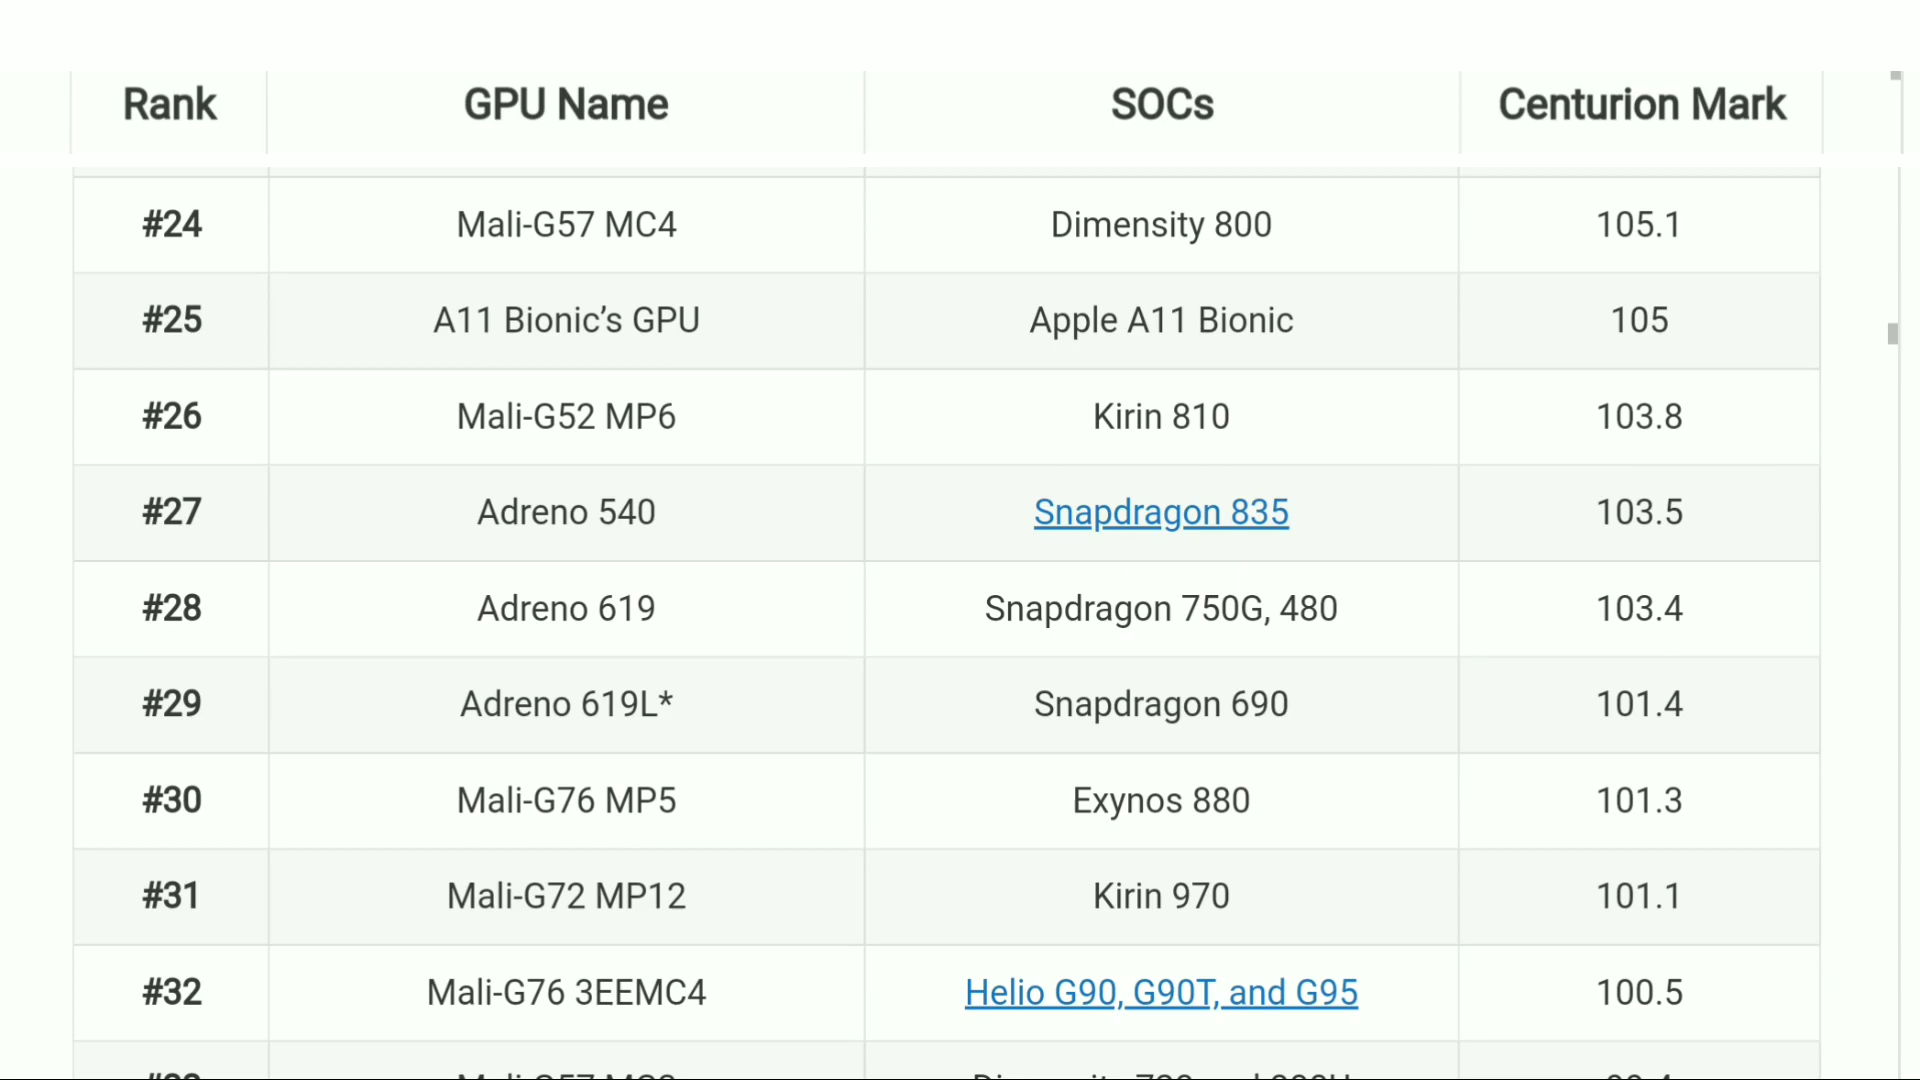 Rank GPU Name SOCs Centurion Mark
#24 Mali-G57 MC4 Dimensity 800 105.1
#25 A11 Bionic’s GPU Apple A11 Bionic 105
#26 Mali-G52 MP6 Kirin 810 103.8
#27 Adreno 540 Snapdragon 835 103.5
#28 Adreno 619 Snapdragon 750G, 480 103.4
#29 Adreno 619L* Snapdragon 690 101.4
#30 Mali-G76 MP5 Exynos 880 101.3
#31 Mali-G72 MP12 Kirin 970 101.1
#32 Mali-G76 3EEMC4 Helio G90, G90T, and G95 100.5